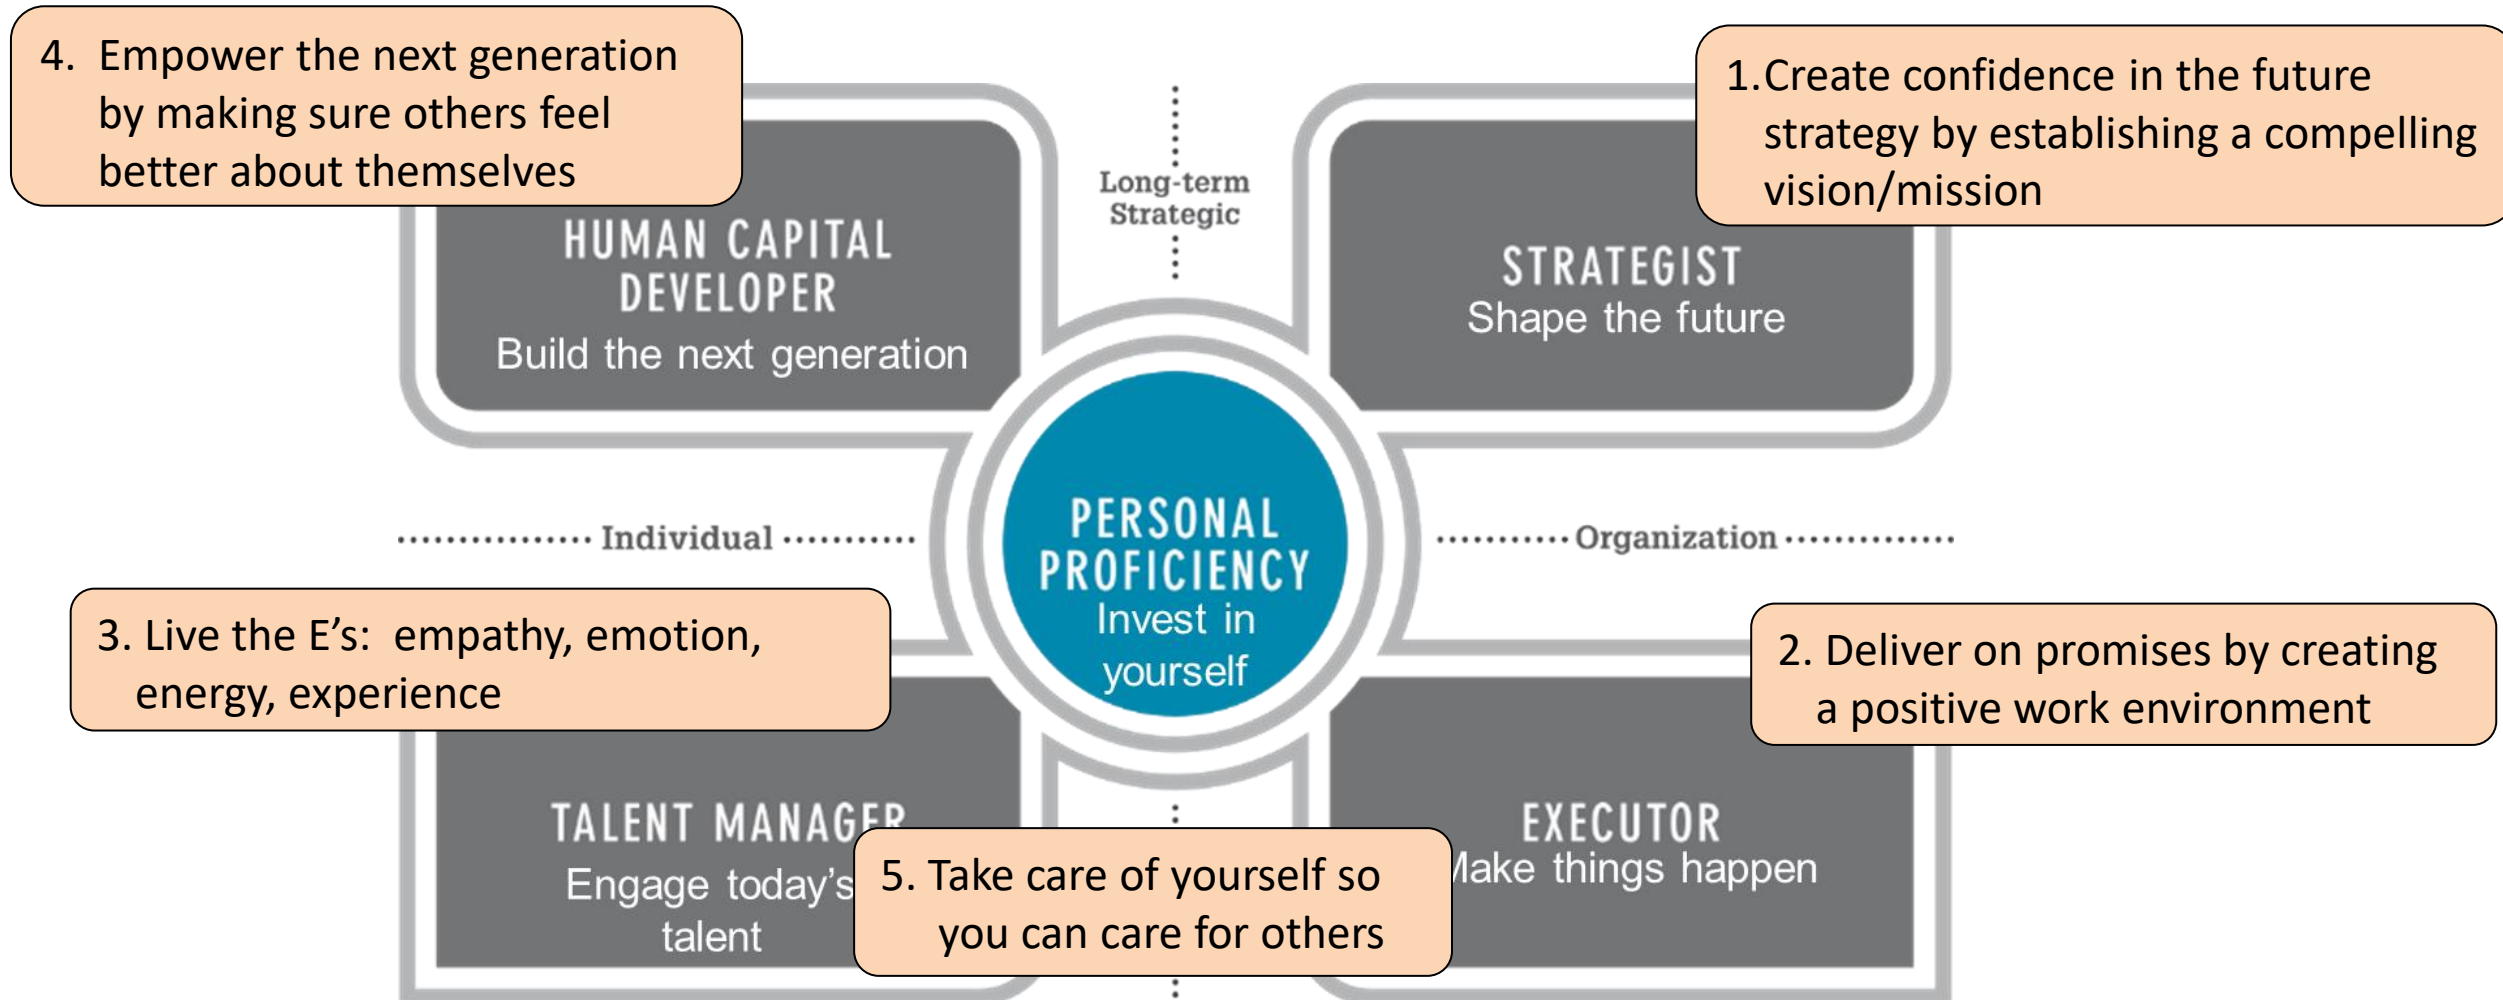 4. Empower the next generation
by making sure others feel
better about themselves
1.Create confidence in the future
strategy by establishing a compelling
vision/mission
Long-term
Strategic
HUMAN CAPITAL
DEVELOPER
Build the next generation
STRATEGIST
Shape the future
PERSONAL
PROFICIENCY
Invest in
yourself
Individual
Organization
3. Live the E’s: empathy, emotion,
energy, experience
2. Deliver on promises by creating
a positive work environment
TALENT MANAGER
Engage today’s
talent
5. Take care of yourself so
you can care for others
EXECUTOR
Make things happen